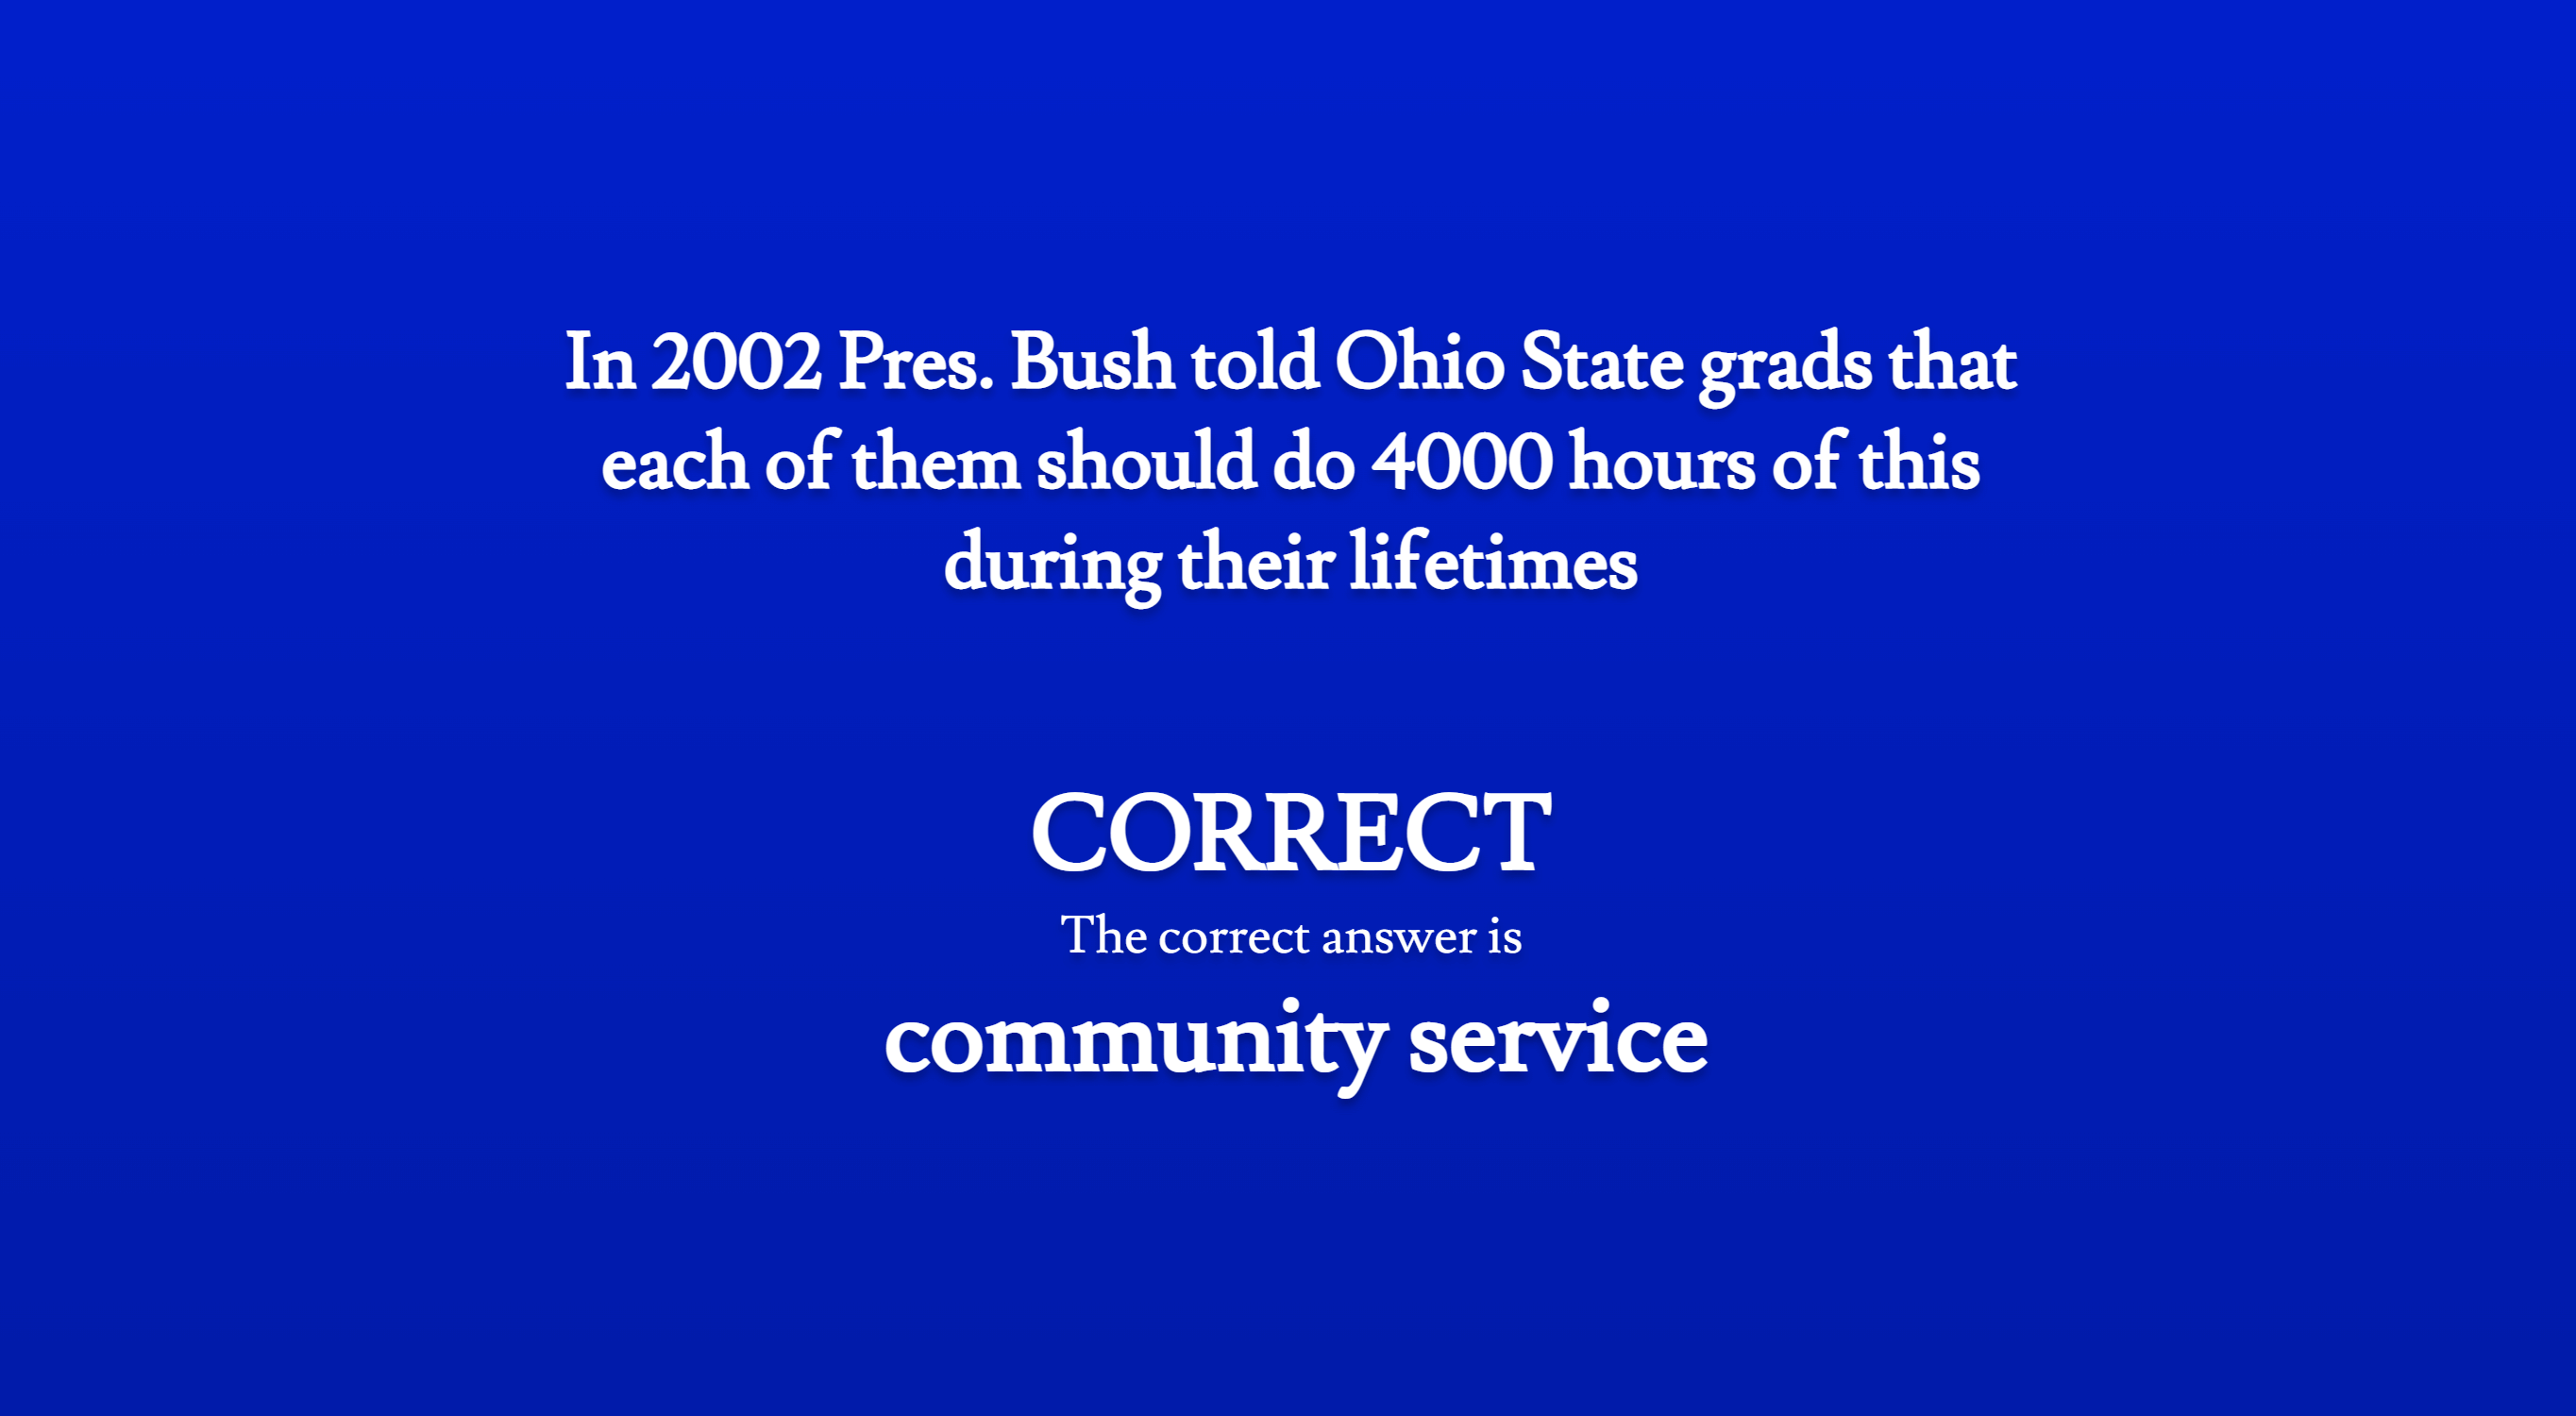 In 2002 Pres. Bush told Ohio State grads that
each of them should do 4000 hours of this
during their lifetimes
CORRECT
The correct answer is
community service